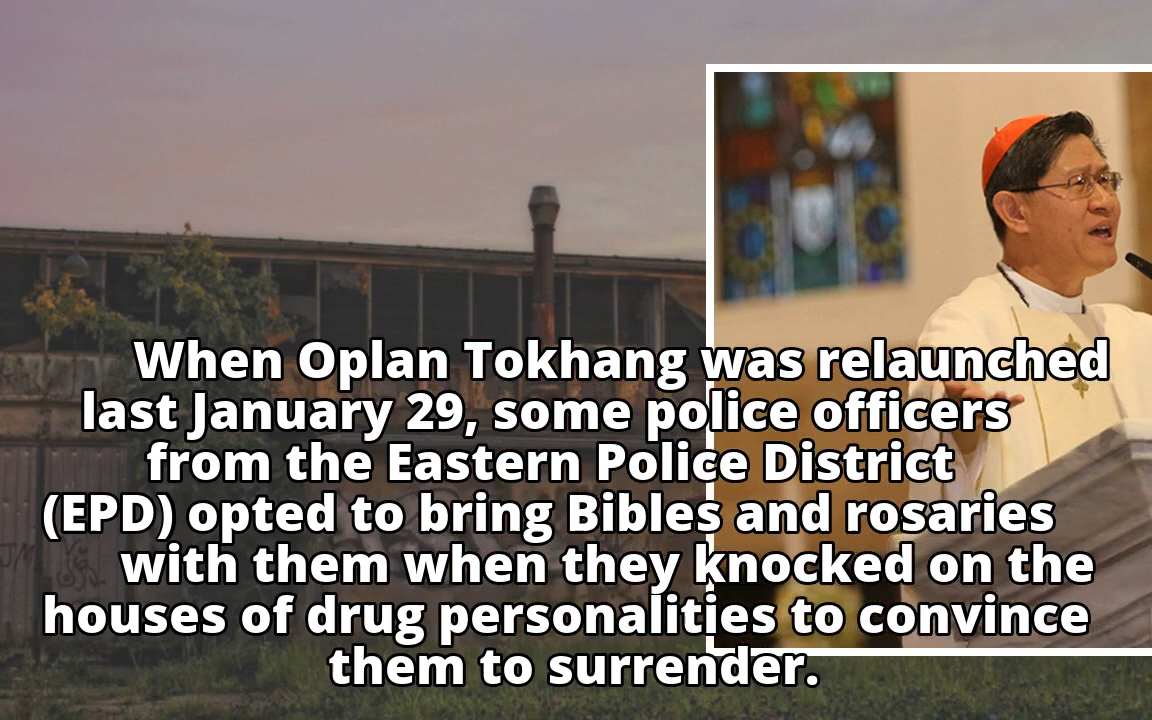 When Oplan Tokhang was relaunched
last January 29, some police officers
from the Eastern Police District
(EPD) opted to bring Bibles and rosaries
with them when they knocked on the
houses of drug personalities to convince
them to surrender.